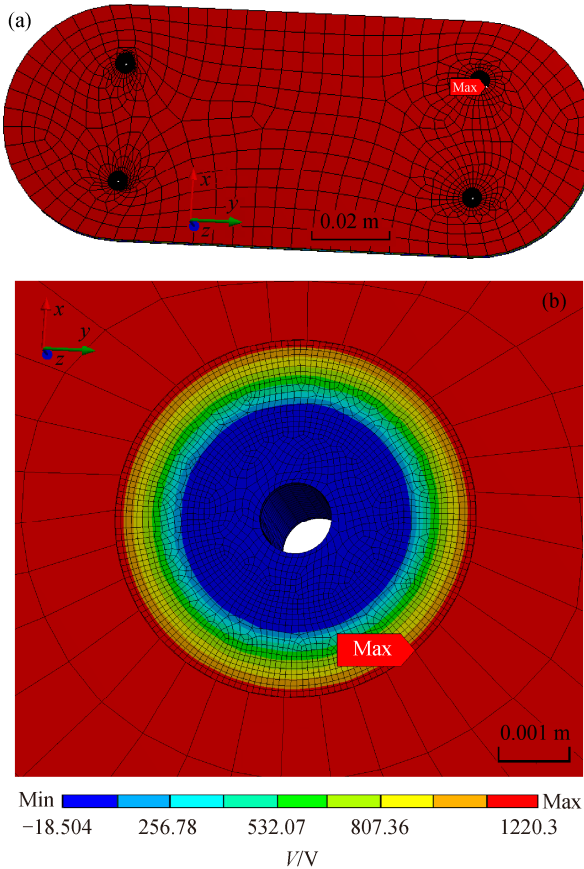 (a)
Max
x
y
z
0.02 m
(b)
x
y
z
Max
0.001 m
Min
Max
−18.504 256.78 532.07 807.36 1220.3
V/V